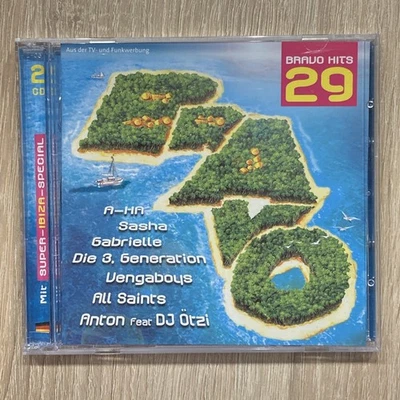 Aus der TV- und Funkwerbung
BRAVO HITS
29
2
CD
Mit SUPER-IBIZA-SPECIAL
BRAVO
A-HA
Sasha
Gabrielle
Die 3. Generation
Vengaboys
All Saints
Anton feat DJ Ötzi